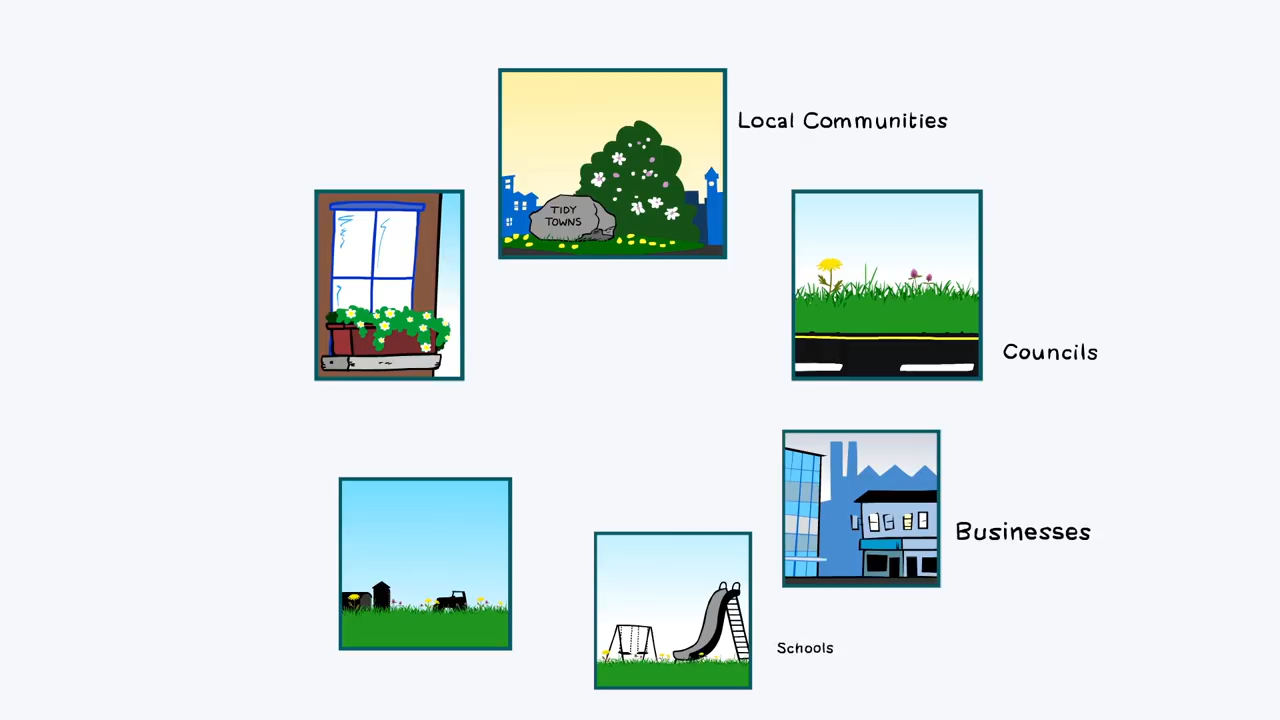 Local Communities
TIDY
TOWNS
Councils
Businesses
Schools